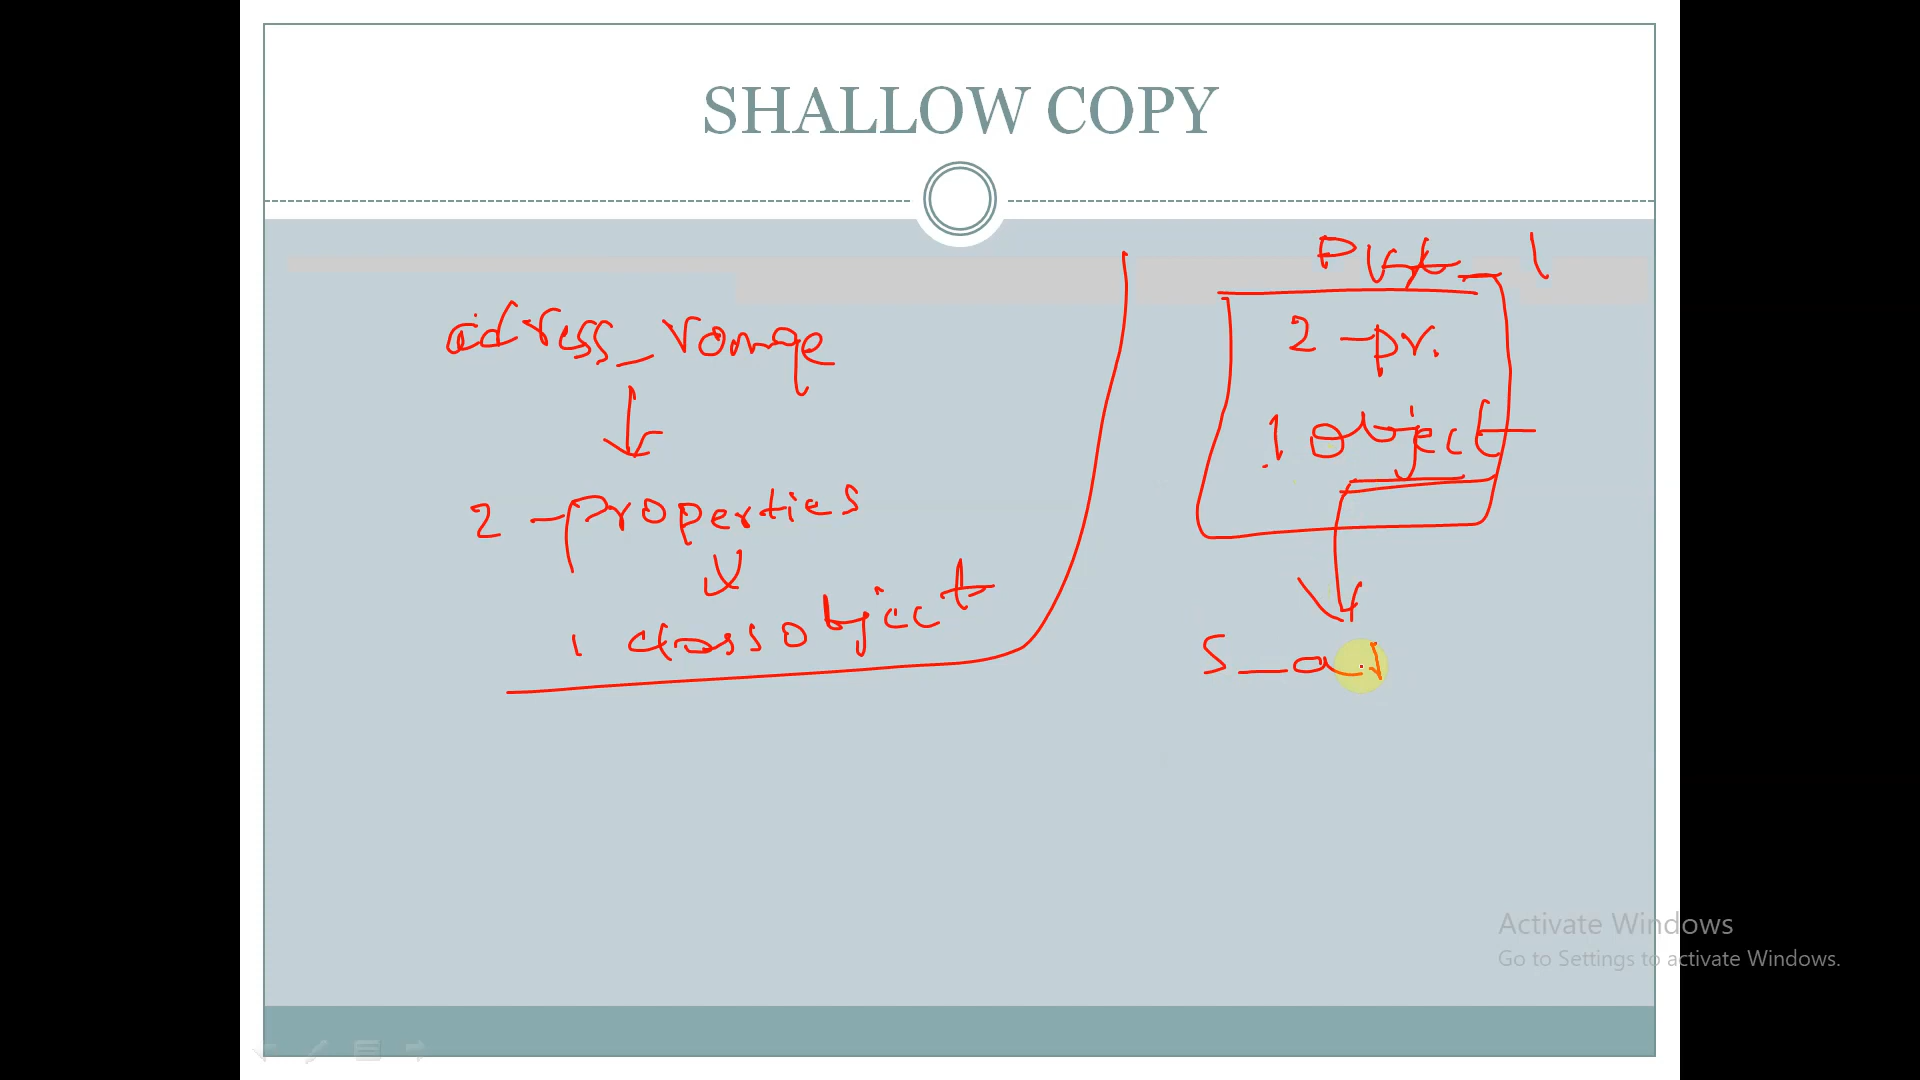 SHALLOW COPY
address_range
2 - properties
1 class object
Pkt_1
2 - pr.
1 object
Activate Windows
Go to Settings to activate Windows.